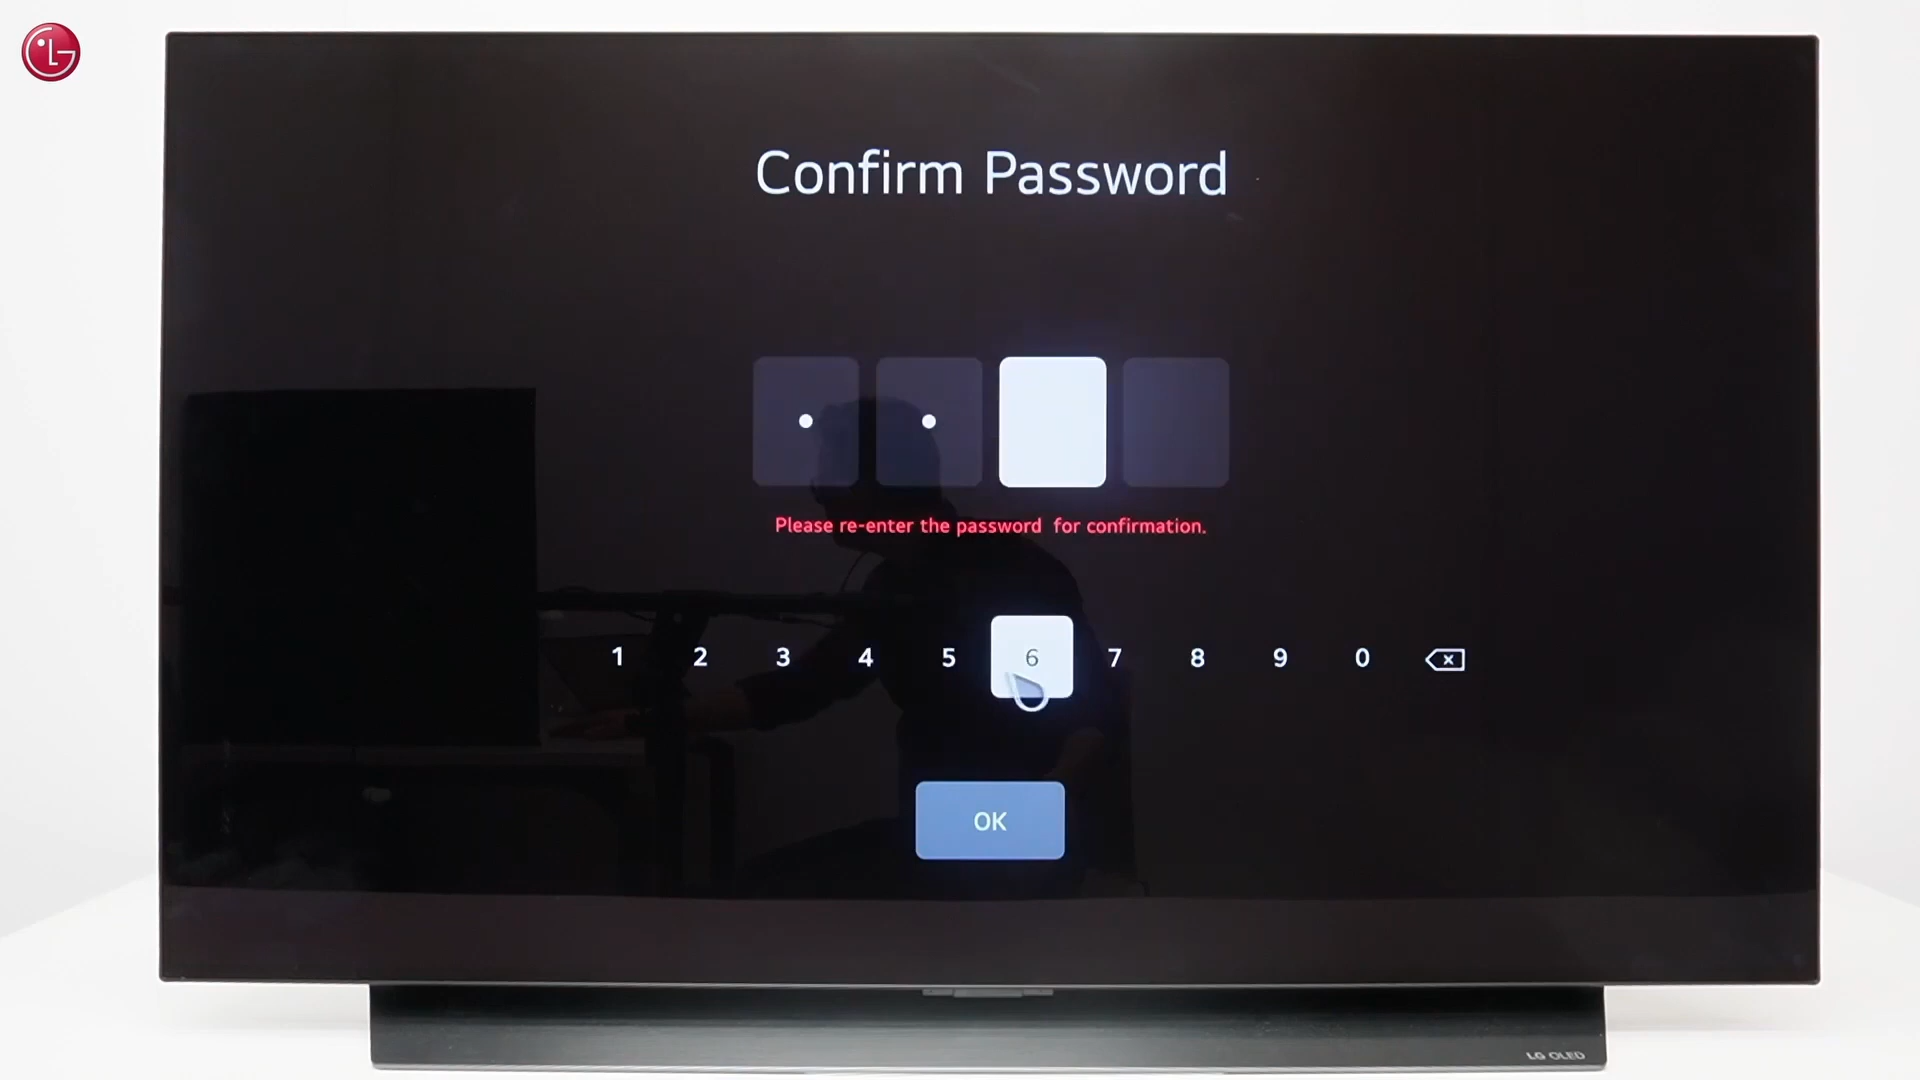 LG
Confirm Password
Please re-enter the password for confirmation.
1 2 3 4 5 6 7 8 9 0
OK
LG OLED